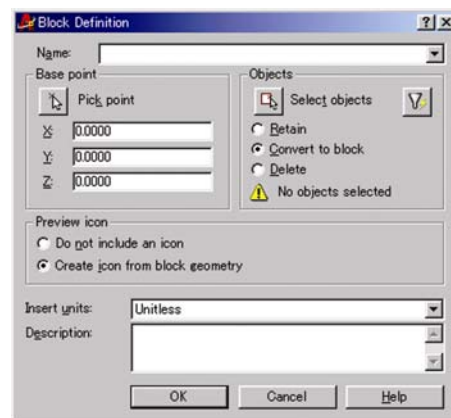 Block Definition
Name:
Base point
Pick point
X: 0.0000
Y: 0.0000
Z: 0.0000
Objects
Select objects
Retain
Convert to block
Delete
No objects selected
Preview icon
Do not include an icon
Create icon from block geometry
Insert units: Unitless
Description:
OK Cancel Help